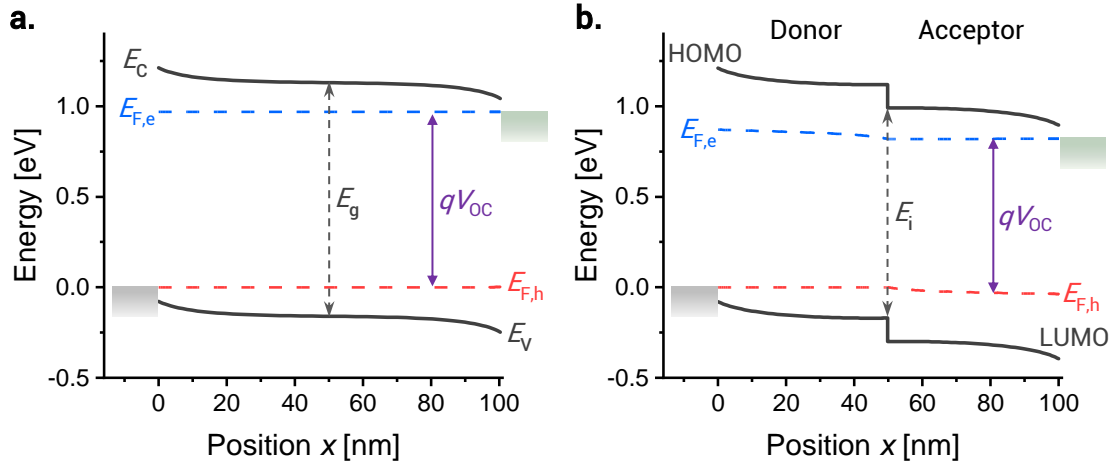 a.
E_C
E_F,e
E_g
qV_OC
E_F,h
E_V
Energy [eV]
1.0
0.5
0.0
-0.5
0
20
40
60
80
100
Position x [nm]
b.
Donor
Acceptor
HOMO
E_F,e
E_i
qV_OC
E_F,h
LUMO
Energy [eV]
1.0
0.5
0.0
-0.5
0
20
40
60
80
100
Position x [nm]